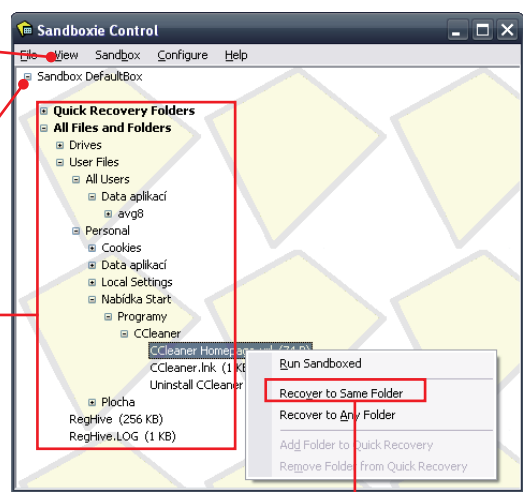 Sandboxie Control
File View Sandbox Configure Help
Sandbox DefaultBox
Quick Recovery Folders
All Files and Folders
Drives
User Files
All Users
Data aplikací
avg8
Personal
Cookies
Data aplikací
Local Settings
Nabídka Start
Programy
CCleaner
CCleaner Homepage.url (74 B)
CCleaner.lnk (1 KB
Uninstall CCleaner
Plocha
RegHive (256 KB)
RegHive.LOG (1 KB)
Run Sandboxed
Recover to Same Folder
Recover to Any Folder
Add Folder to Quick Recovery
Remove Folder from Quick Recovery